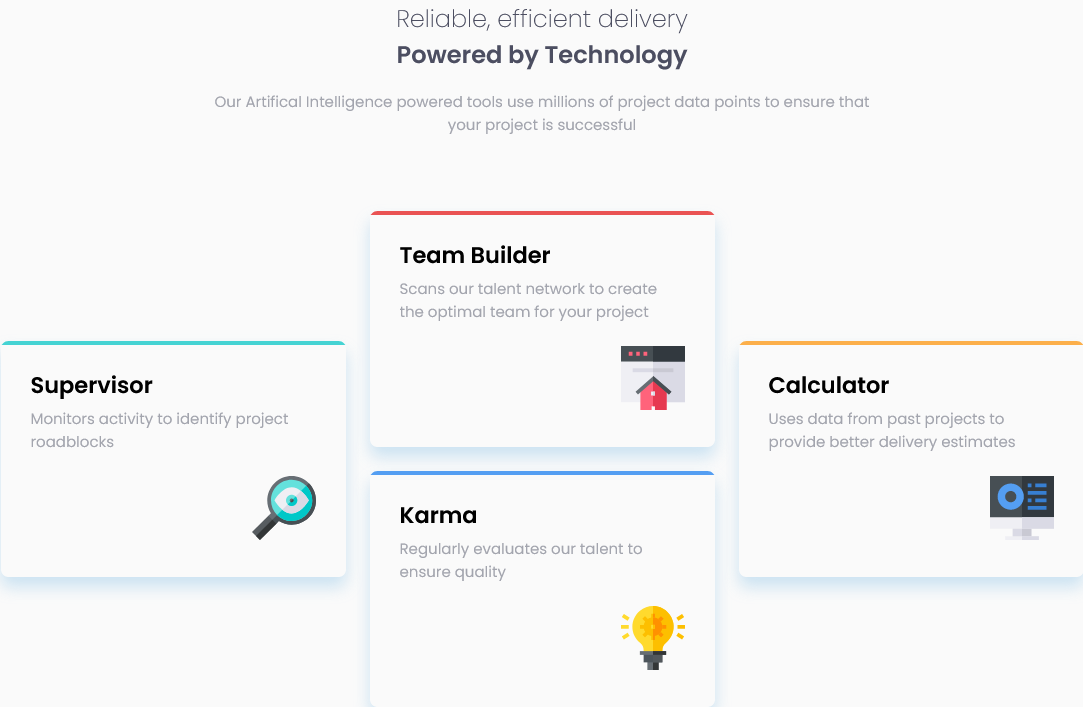 Reliable, efficient delivery
Powered by Technology
Our Artifical Intelligence powered tools use millions of project data points to ensure that
your project is successful
Supervisor
Monitors activity to identify project
roadblocks
Team Builder
Scans our talent network to create
the optimal team for your project
Karma
Regularly evaluates our talent to
ensure quality
Calculator
Uses data from past projects to
provide better delivery estimates